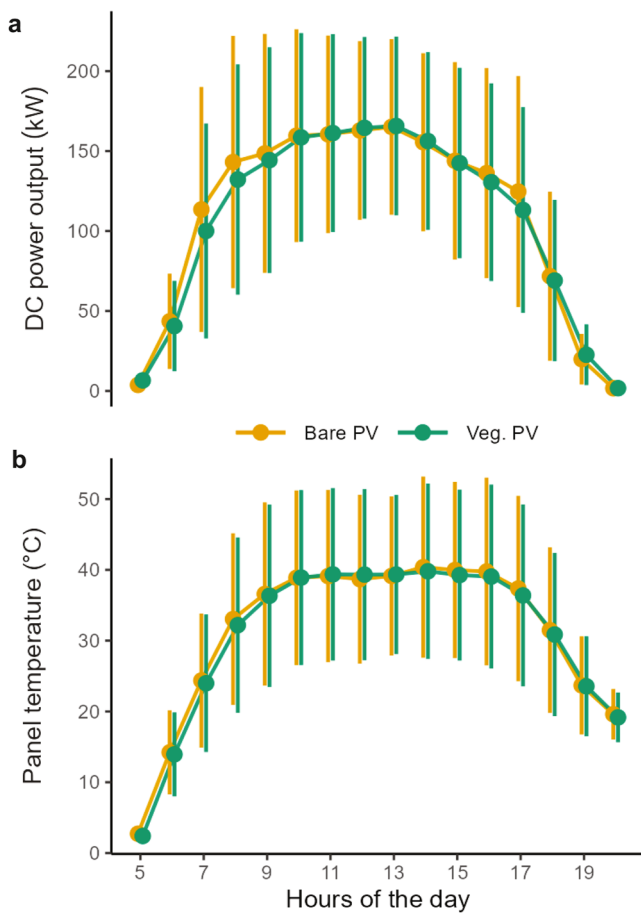 a
DC power output (kW)
200
150
100
50
0
Bare PV
Veg. PV
b
Panel temperature (°C)
50
40
30
20
10
0
5 7 9 11 13 15 17 19
Hours of the day